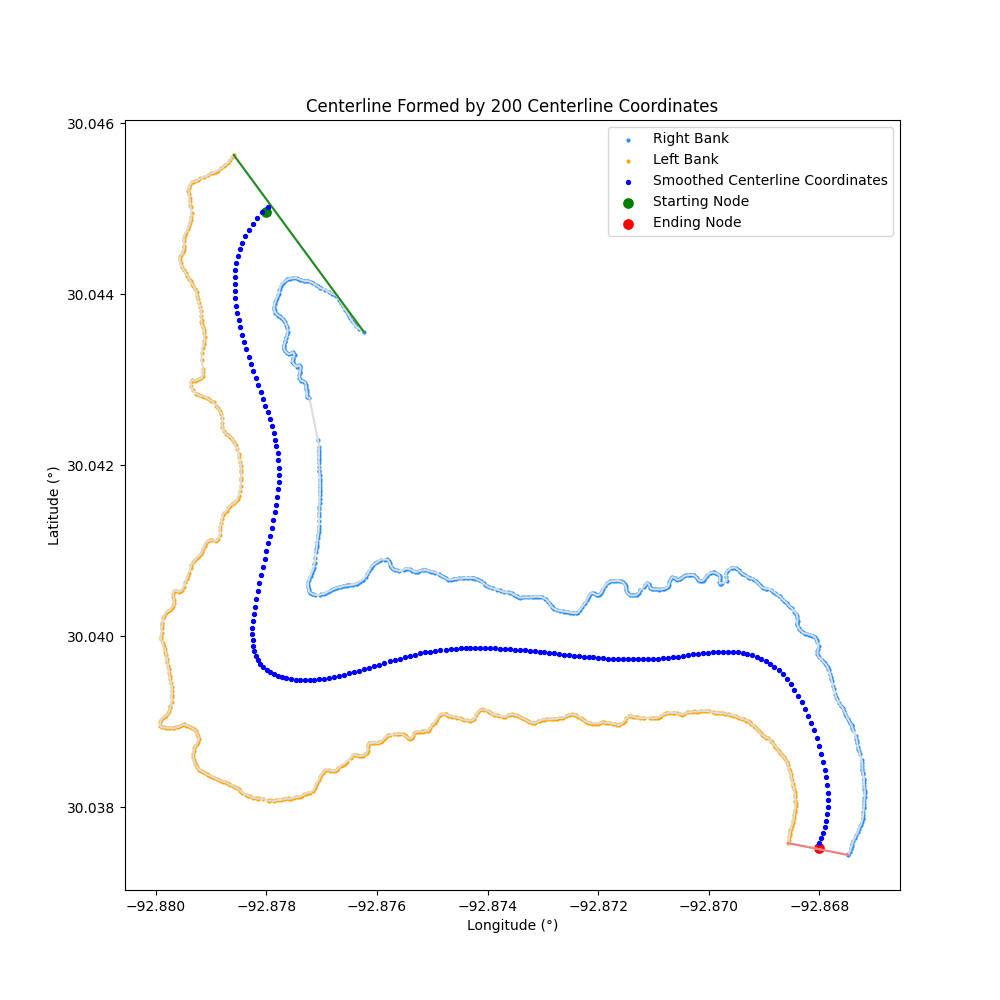 Centerline Formed by 200 Centerline Coordinates
Right Bank
Left Bank
Smoothed Centerline Coordinates
Starting Node
Ending Node
Latitude (°)
30.046
30.044
30.042
30.040
30.038
−92.880
−92.878
−92.876
−92.874
−92.872
−92.870
−92.868
Longitude (°)